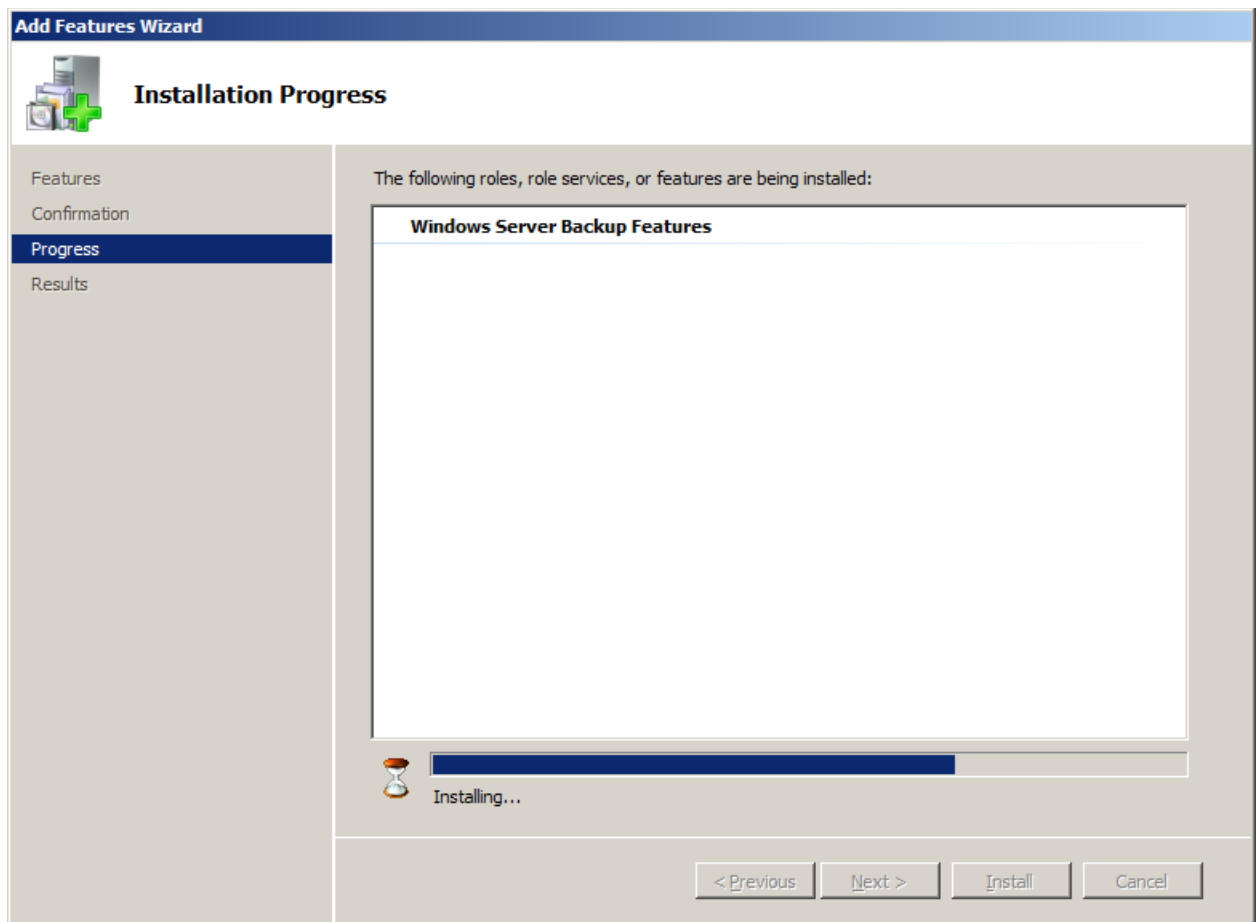 Add Features Wizard
Installation Progress
Features
Confirmation
Progress
Results
The following roles, role services, or features are being installed:
Windows Server Backup Features
Installing...
< Previous
Next >
Install
Cancel